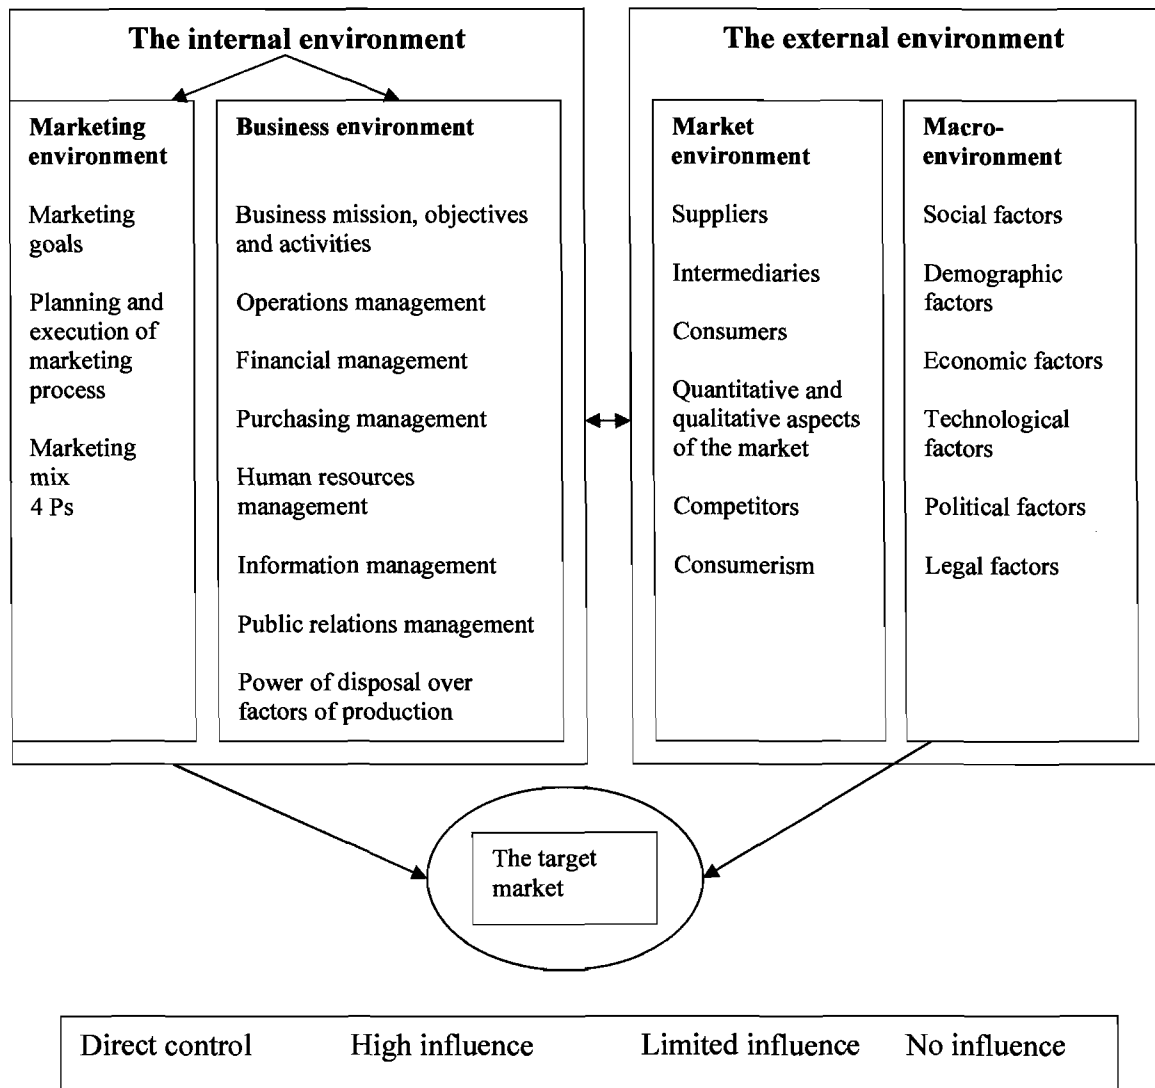 The internal environment
Marketing
environment
Marketing
goals
Planning and
execution of
marketing
process
Marketing
mix
4 Ps
Business environment
Business mission, objectives
and activities
Operations management
Financial management
Purchasing management
Human resources
management
Information management
Public relations management
Power of disposal over
factors of production
The external environment
Market
environment
Suppliers
Intermediaries
Consumers
Quantitative and
qualitative aspects
of the market
Competitors
Consumerism
Macro-
environment
Social factors
Demographic
factors
Economic factors
Technological
factors
Political factors
Legal factors
The target
market
Direct control High influence Limited influence No influence